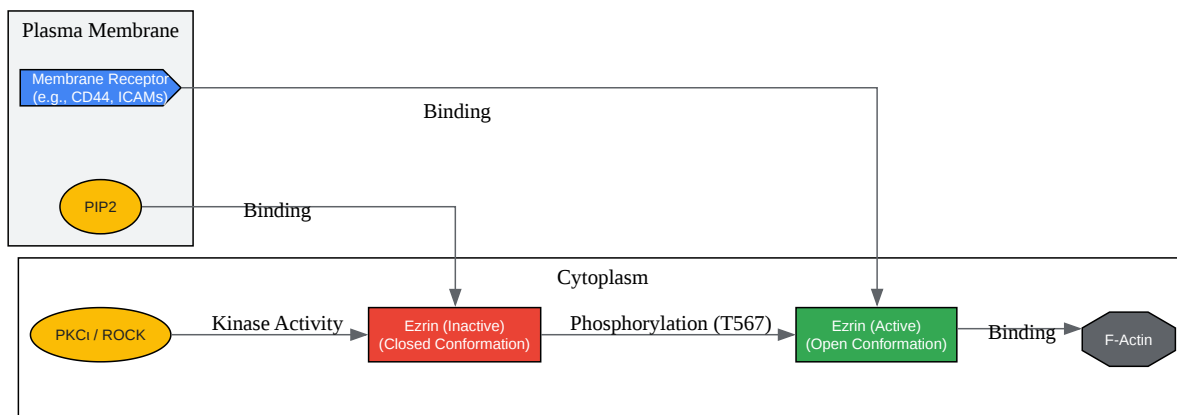 Plasma Membrane
Membrane Receptor
(e.g., CD44, ICAMs)
Binding
PIP2
Binding
Cytoplasm
PKCι / ROCK
Kinase Activity
Ezrin (Inactive)
(Closed Conformation)
Phosphorylation (T567)
Ezrin (Active)
(Open Conformation)
Binding
F-Actin